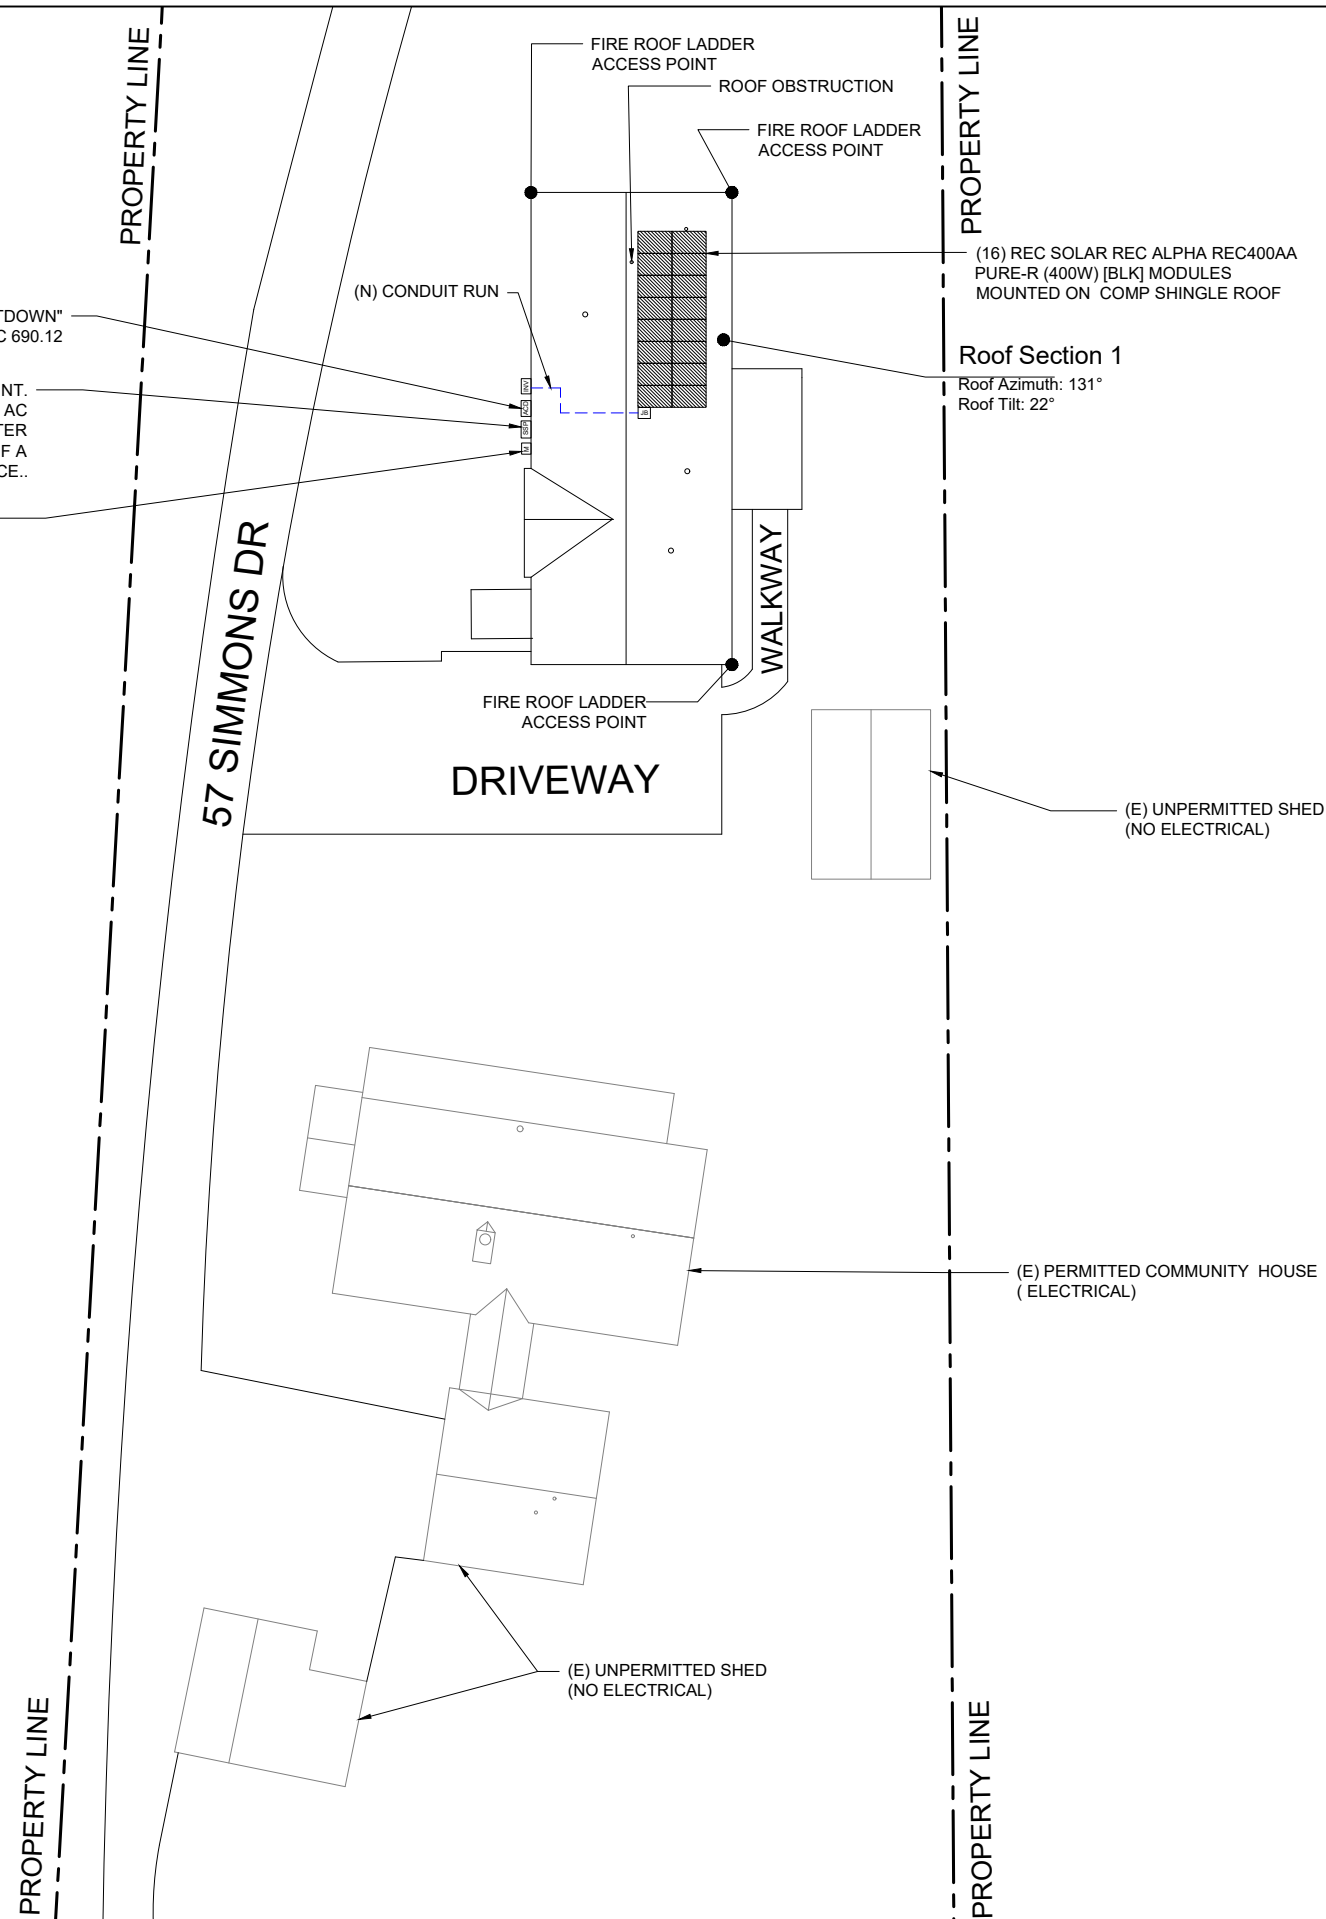 PROPERTY LINE
FIRE ROOF LADDER
ACCESS POINT
ROOF OBSTRUCTION
FIRE ROOF LADDER
ACCESS POINT
PROPERTY LINE
(16) REC SOLAR REC ALPHA REC400AA
PURE-R (400W) [BLK] MODULES
MOUNTED ON COMP SHINGLE ROOF
(N) CONDUIT RUN
TDOWN"
C 690.12
Roof Section 1
Roof Azimuth: 131°
Roof Tilt: 22°
NT.
AC
TER
F A
CE..
INV
ACD
SSP
M
JB
57 SIMMONS DR
WALKWAY
FIRE ROOF LADDER
ACCESS POINT
DRIVEWAY
(E) UNPERMITTED SHED
(NO ELECTRICAL)
(E) PERMITTED COMMUNITY HOUSE
( ELECTRICAL)
(E) UNPERMITTED SHED
(NO ELECTRICAL)
PROPERTY LINE
PROPERTY LINE